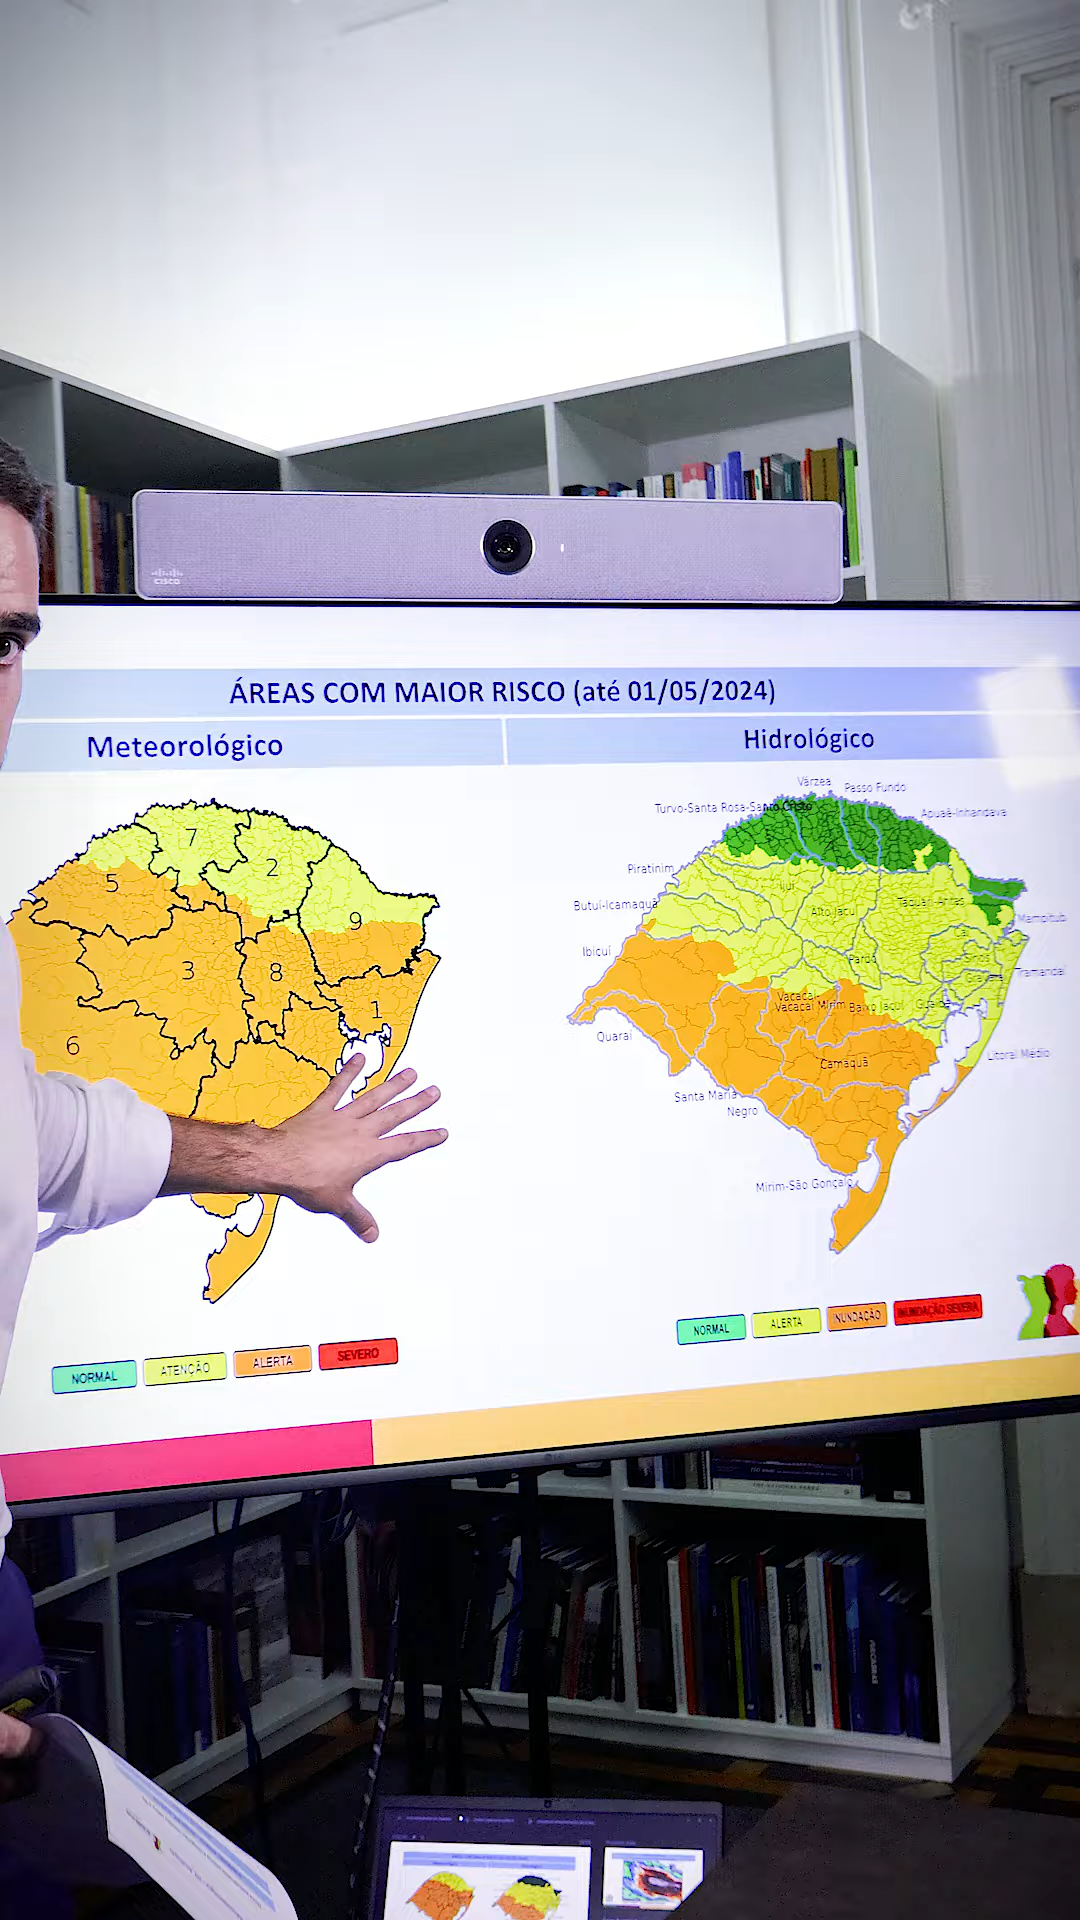 CISCO
ÁREAS COM MAIOR RISCO (até 01/05/2024)
Meteorológico
Hidrológico
7
2
5
9
3
8
1
6
Várzea
Passo Fundo
Turvo-Santa Rosa-Santo Cristo
Apuaê-Inhandava
Piratinim
Ijuí
Butuí-Icamaquã
Alto Jacuí
Taquari-Antas
Mampituba
Ibicuí
Caí
Sinos
Pardo
Gravataí
Tramandaí
Vacacaí
Vacacaí Mirim
Baixo Jacuí
Guaíba
Quaraí
Camaquã
Litoral Médio
Santa Maria
Negro
Mirim-São Gonçalo
NORMAL
ATENÇÃO
ALERTA
SEVERO
NORMAL
ALERTA
INUNDAÇÃO
INUNDAÇÃO SEVERA